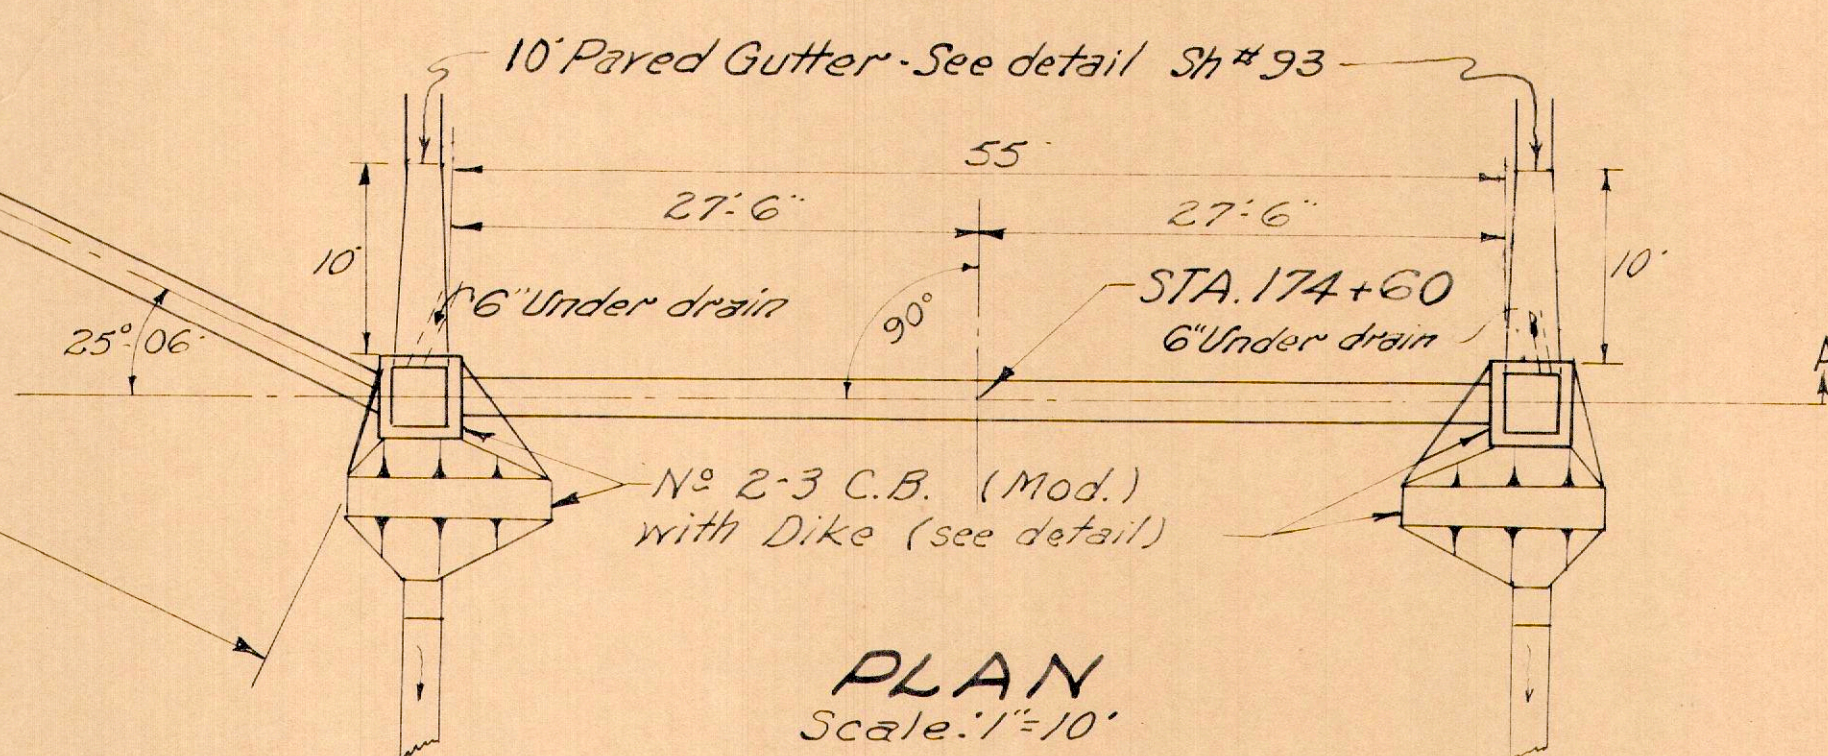 10' Paved Gutter - See detail Sh #93
55'
27'-6"
27'-6"
10'
10'
6" Under drain
90°
STA. 174+60
6" Under drain
25°-06'
A
Nº 2-3 C.B. (Mod.)
with Dike (see detail)
PLAN
Scale: 1"=10'